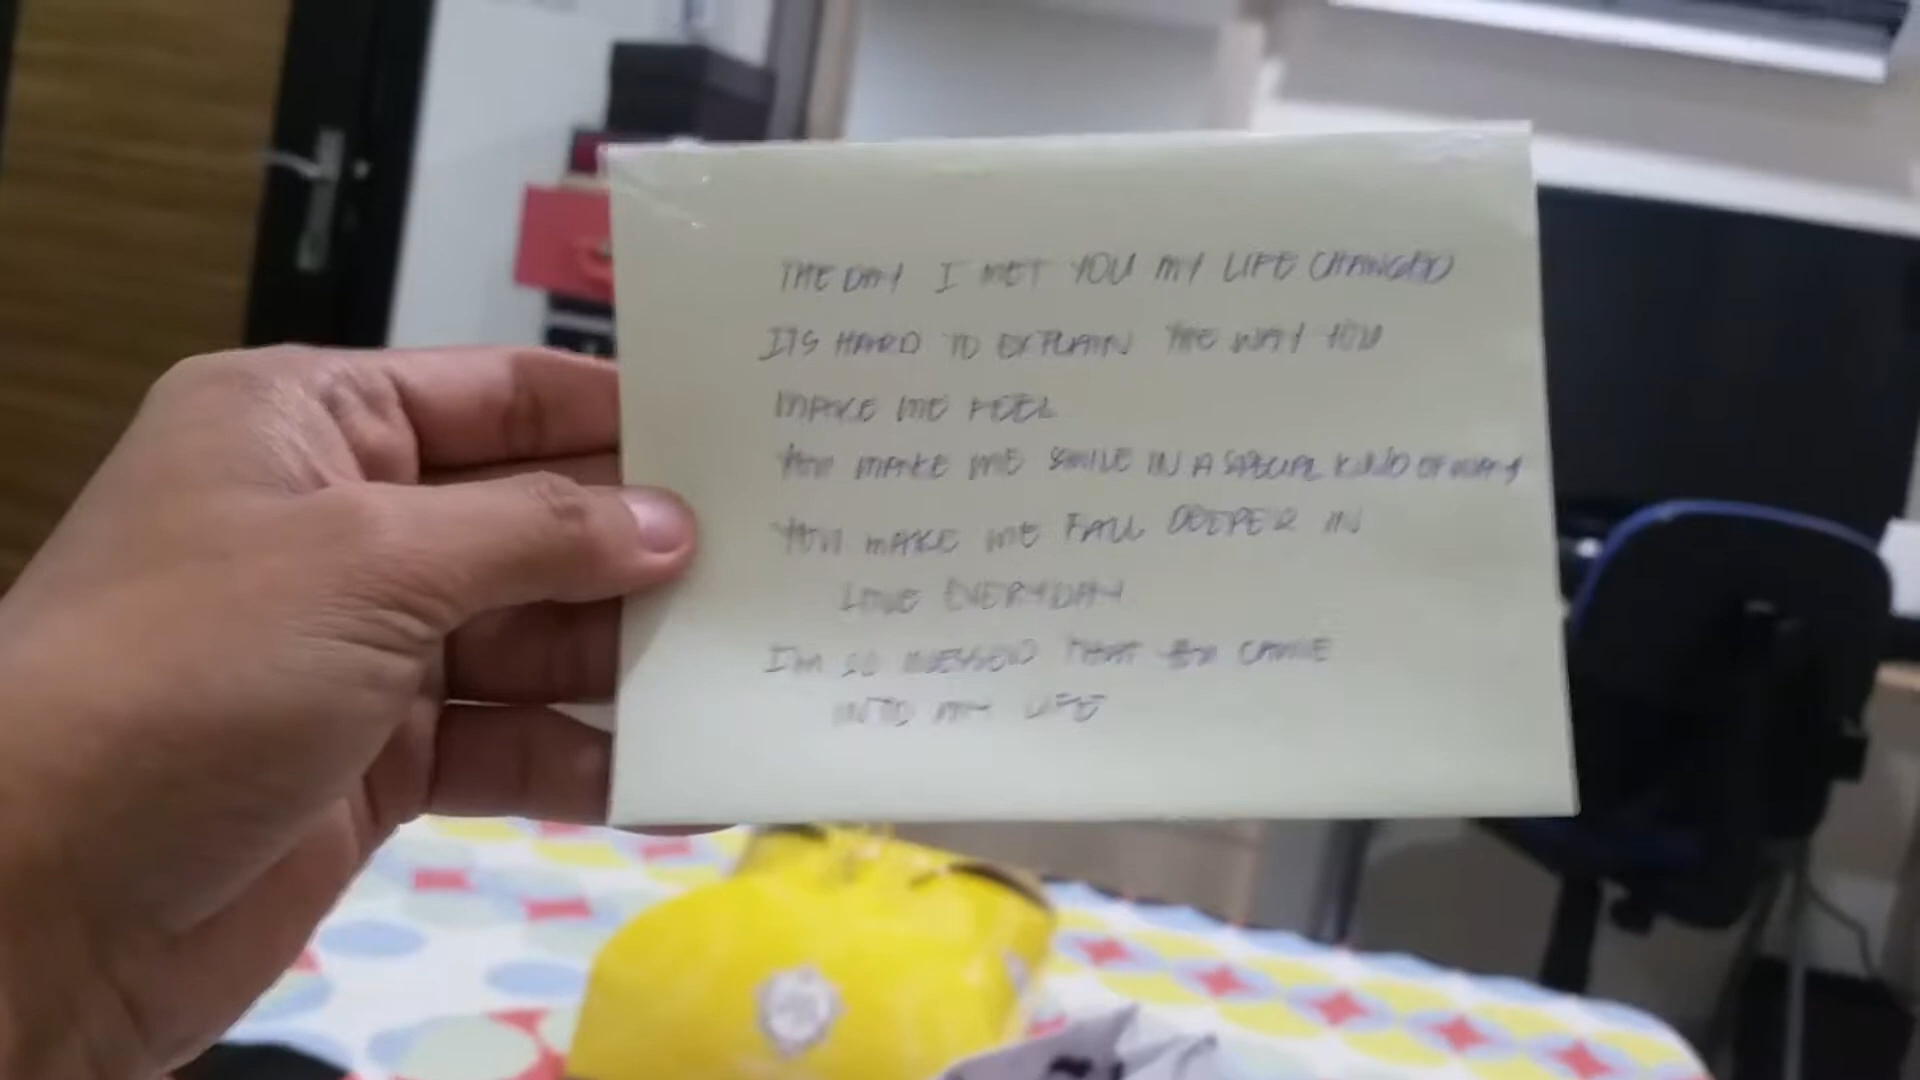 THE DAY I MET YOU MY LIFE CHANGED
ITS HARD TO EXPLAIN THE WAY YOU
MAKE ME FEEL
YOU MAKE ME SMILE IN A SPECIAL KIND OF WAY
YOU MAKE ME FALL DEEPER IN
LOVE EVERYDAY
I'M SO BLESSED THAT YOU CAME
INTO MY LIFE